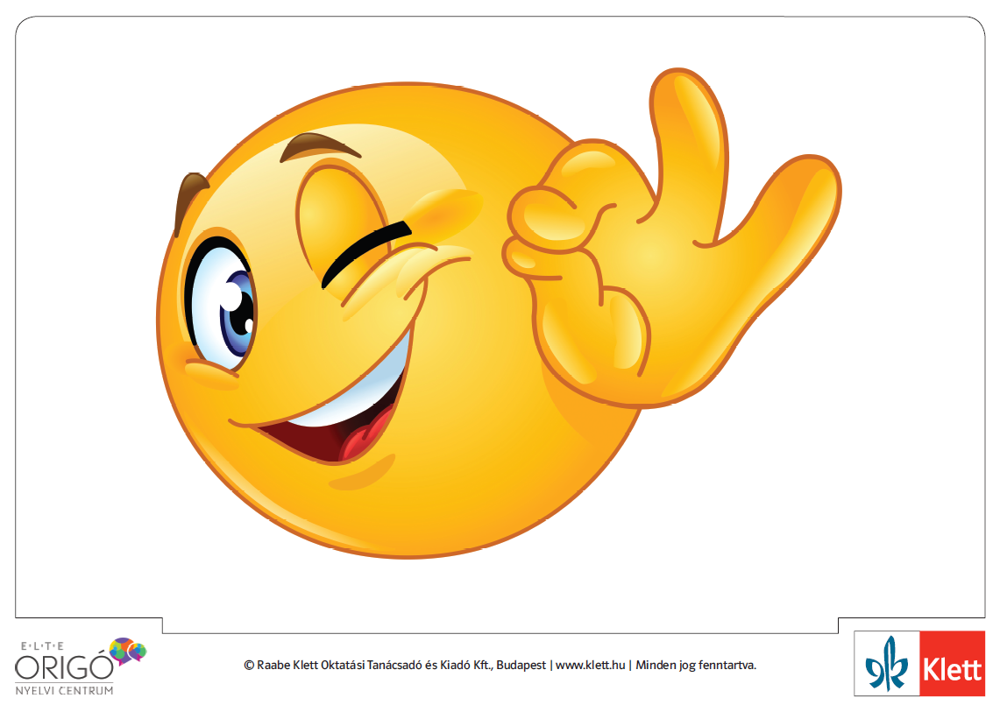 E·L·T·E
ORIGÓ
NYELVI CENTRUM
© Raabe Klett Oktatási Tanácsadó és Kiadó Kft., Budapest | www.klett.hu | Minden jog fenntartva.
Klett